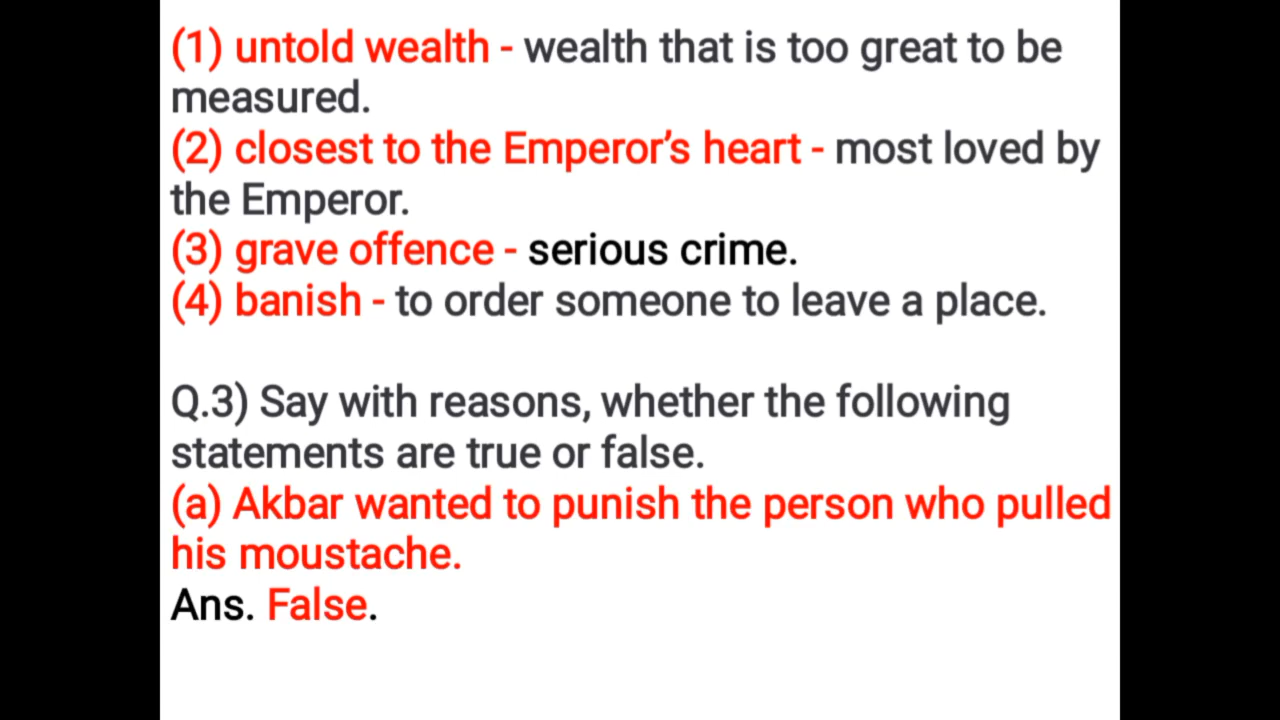 (1) untold wealth - wealth that is too great to be
measured.
(2) closest to the Emperor's heart - most loved by
the Emperor.
(3) grave offence - serious crime.
(4) banish - to order someone to leave a place.
Q.3) Say with reasons, whether the following
statements are true or false.
(a) Akbar wanted to punish the person who pulled
his moustache.
Ans. False.